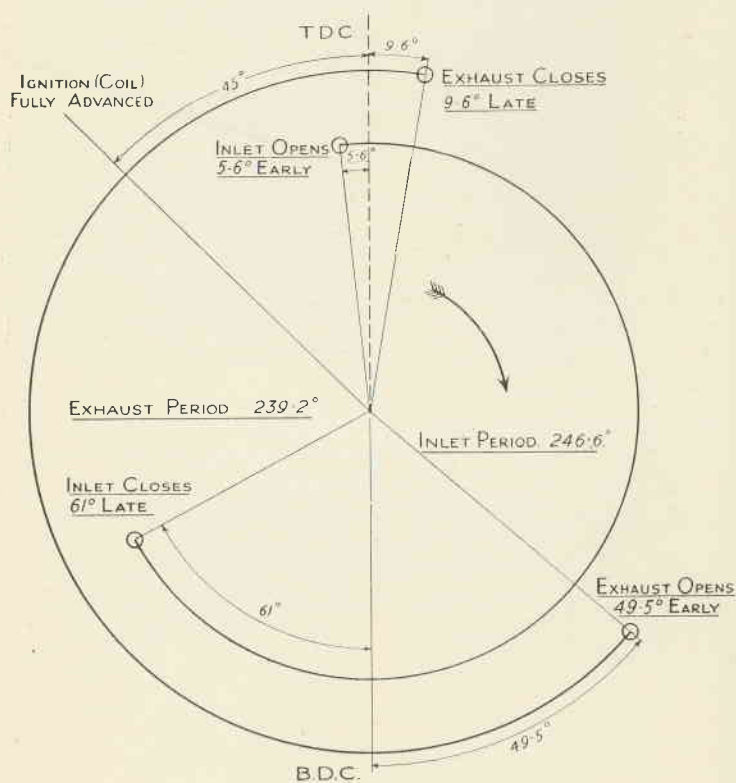 TDC
9·6°
IGNITION (COIL)
FULLY ADVANCED
45°
EXHAUST CLOSES
9·6° LATE
INLET OPENS
5·6° EARLY
5·6°
EXHAUST PERIOD 239·2°
INLET PERIOD. 246·6°
INLET CLOSES
61° LATE
61°
EXHAUST OPENS
49·5° EARLY
49·5°
B.D.C.